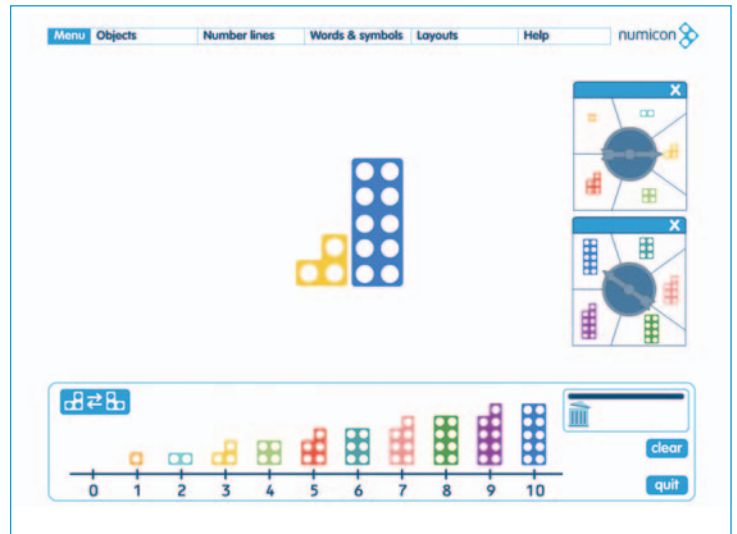 Menu Objects Number lines Words & symbols Layouts Help numicon
X
X
clear
0 1 2 3 4 5 6 7 8 9 10
quit